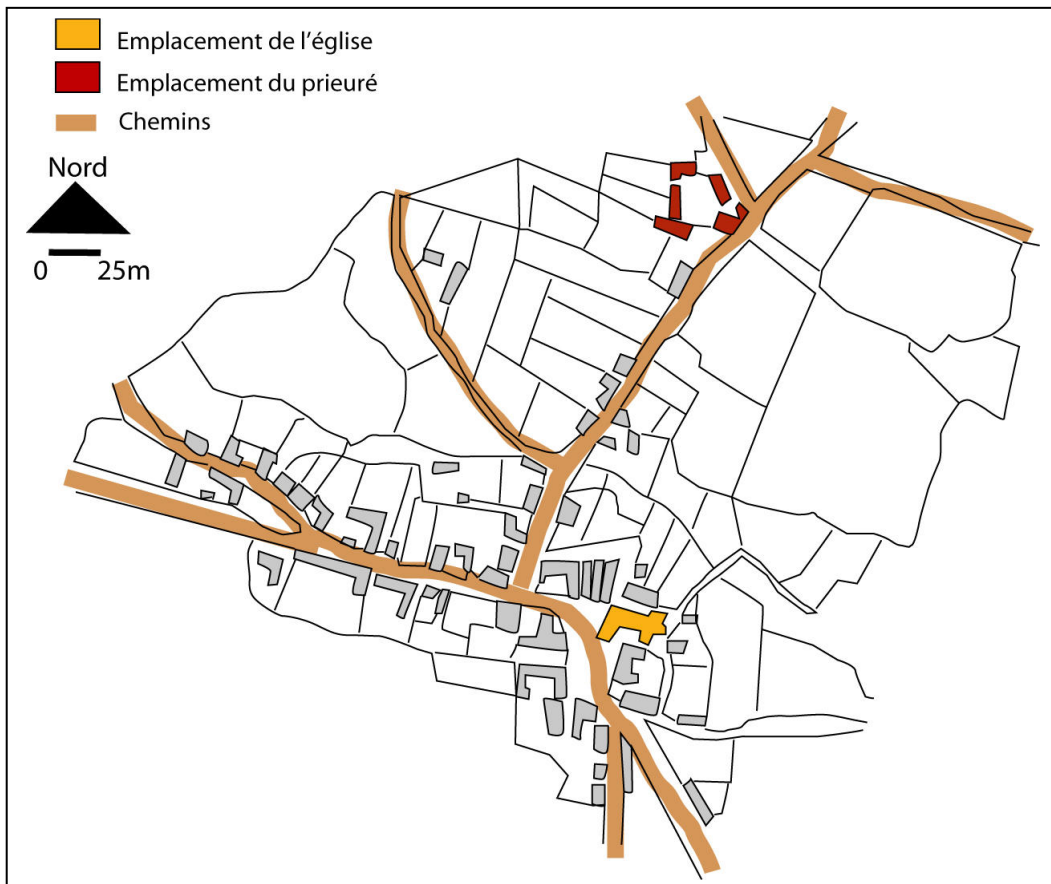 Emplacement de l'église
Emplacement du prieuré
Chemins
Nord
0 25m